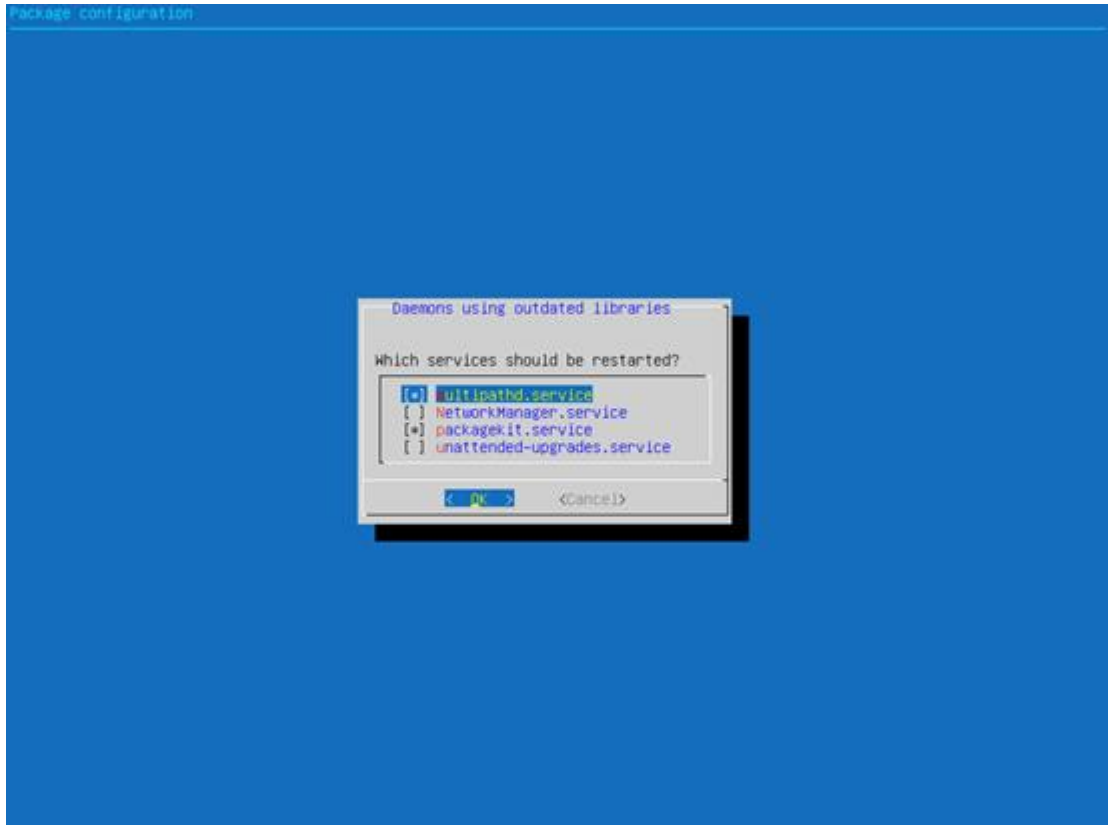 Package configuration
Daemons using outdated libraries
Which services should be restarted?
[*] multipathd.service
[ ] NetworkManager.service
[*] packagekit.service
[ ] unattended-upgrades.service
< OK > <Cancel>